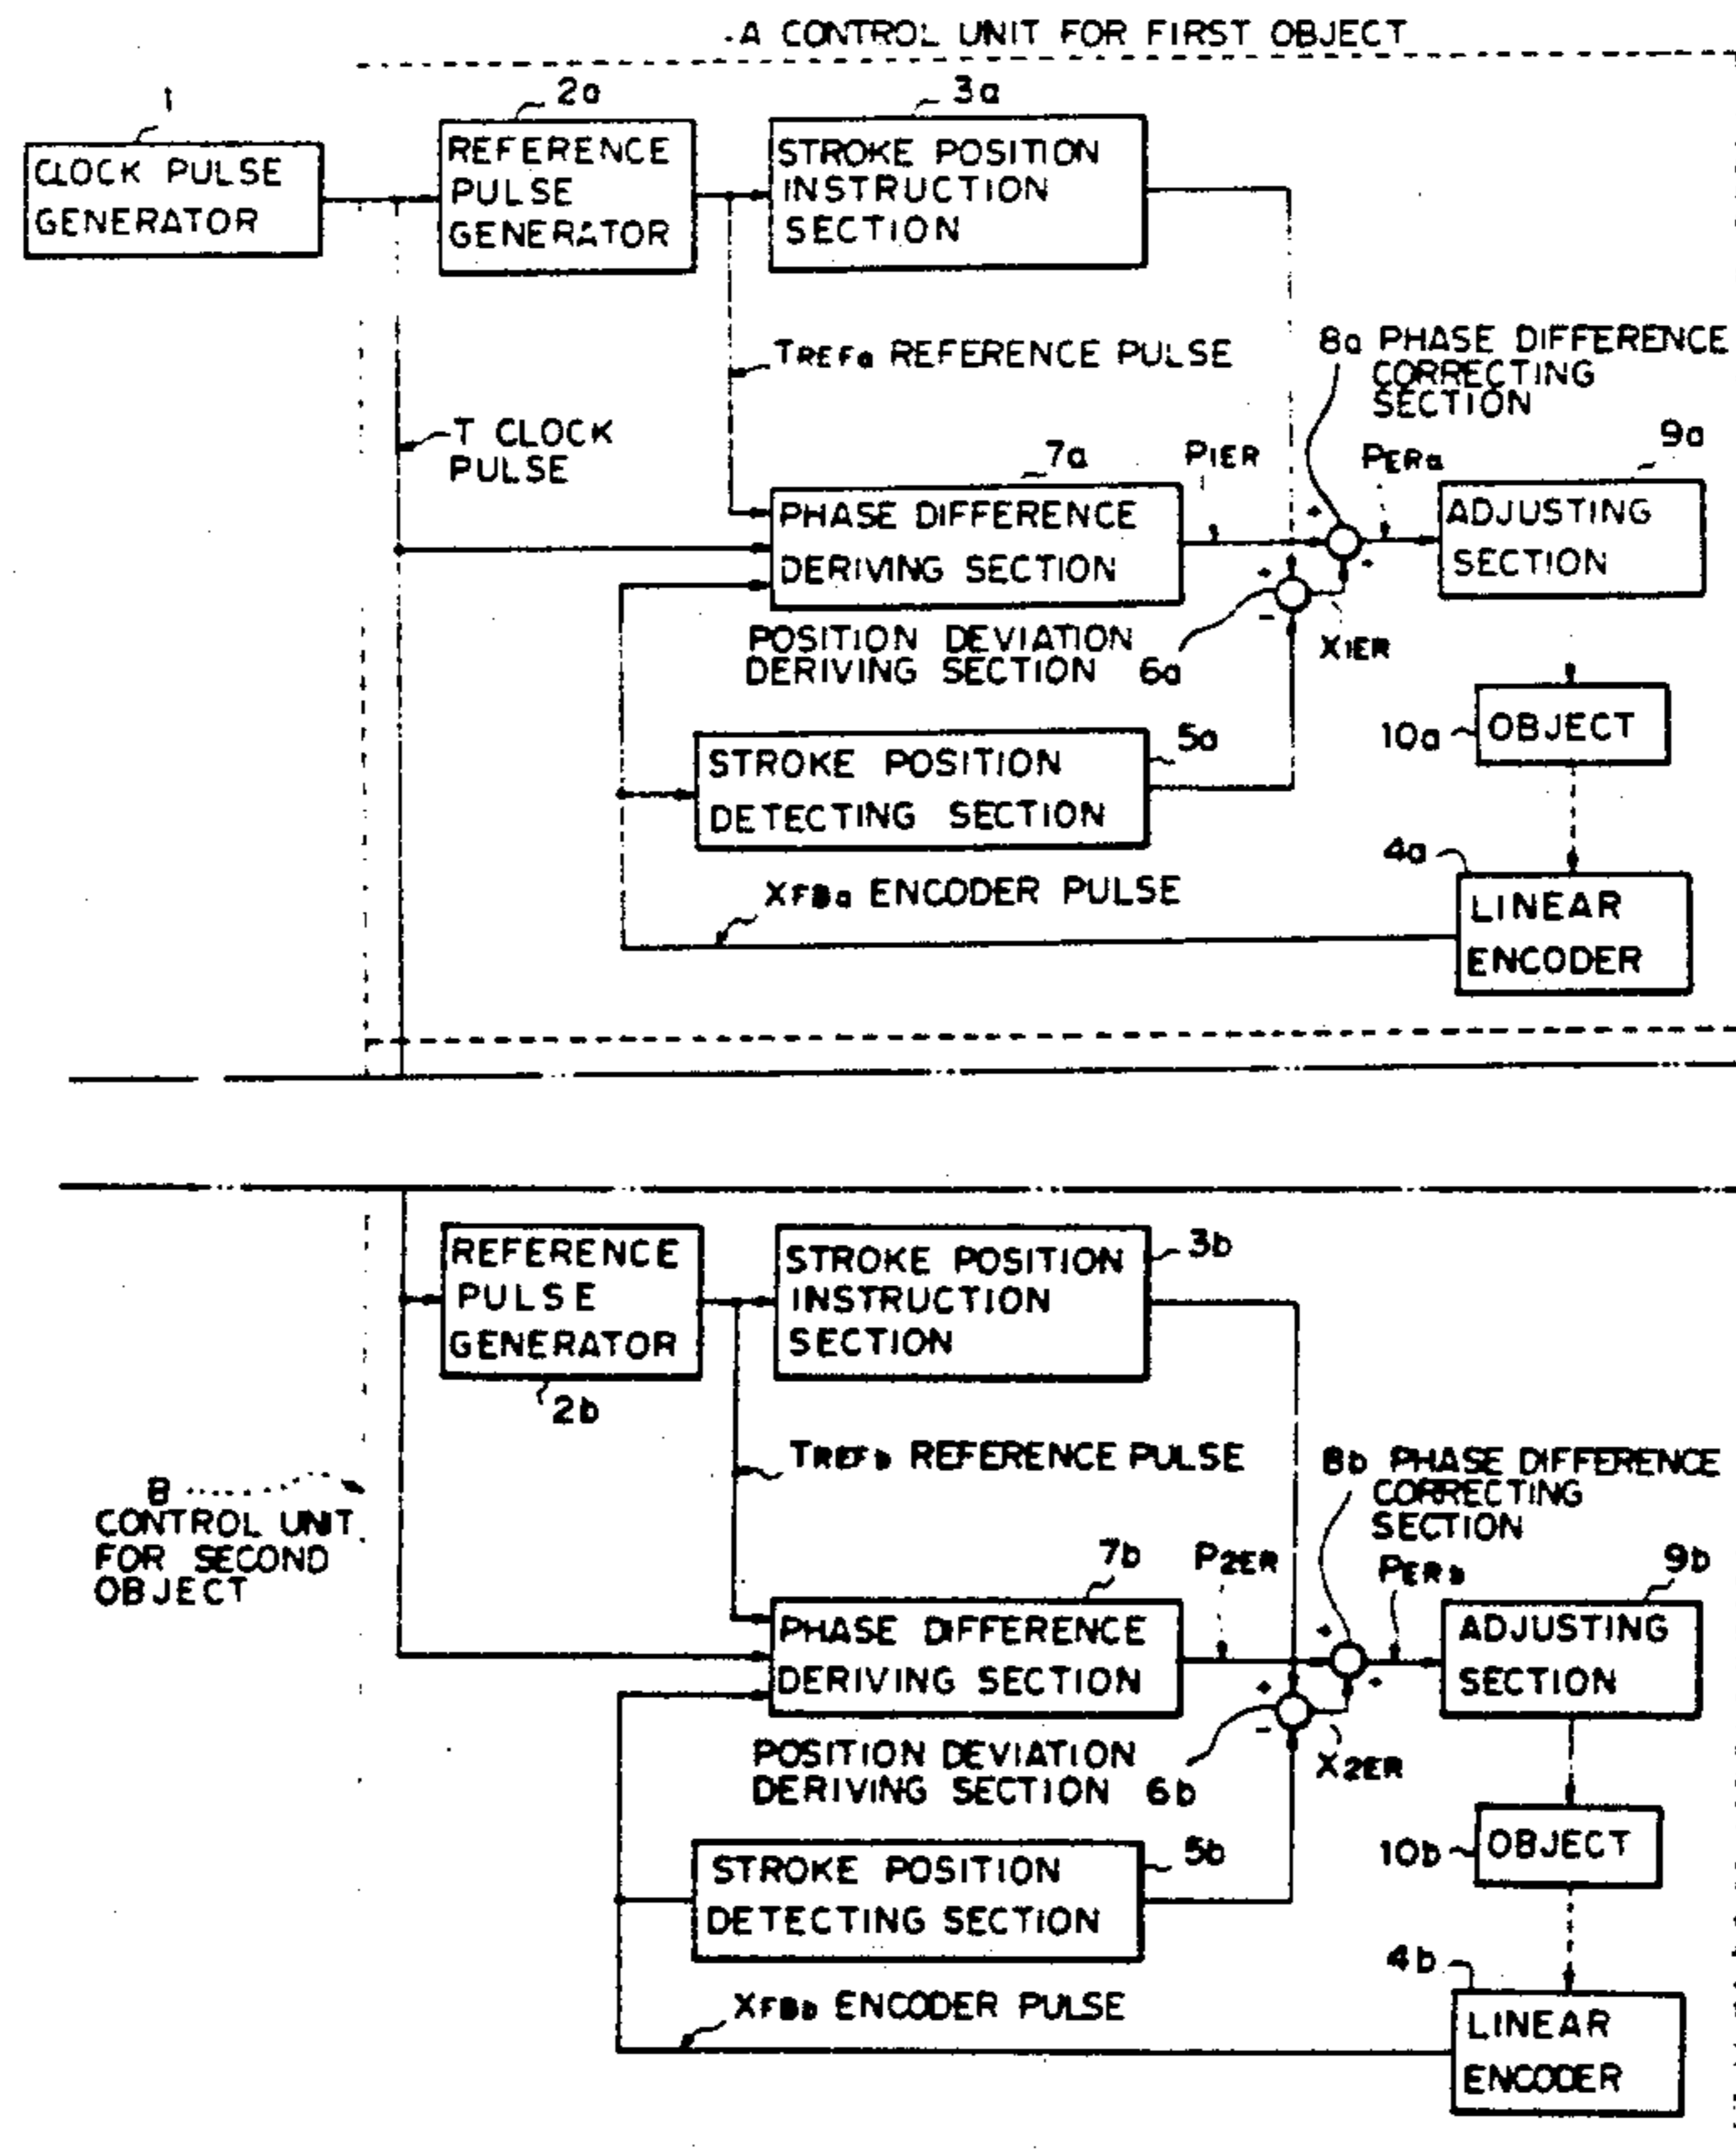 A CONTROL UNIT FOR FIRST OBJECT
1
2a
3a
CLOCK PULSE
GENERATOR
REFERENCE
PULSE
GENERATOR
STROKE POSITION
INSTRUCTION
SECTION
TREFa REFERENCE PULSE
8a PHASE DIFFERENCE
CORRECTING
SECTION
T CLOCK
PULSE
7a
P1ER
PERa
9a
PHASE DIFFERENCE
DERIVING SECTION
+
+
+
-
ADJUSTING
SECTION
POSITION DEVIATION
DERIVING SECTION 6a
X1ER
10a
OBJECT
5a
STROKE POSITION
DETECTING SECTION
4a
XFBa ENCODER PULSE
LINEAR
ENCODER
REFERENCE
PULSE
GENERATOR
2b
STROKE POSITION
INSTRUCTION
SECTION
3b
TREFb REFERENCE PULSE
8b PHASE DIFFERENCE
CORRECTING
SECTION
B
CONTROL UNIT
FOR SECOND
OBJECT
7b
P2ER
PERb
9b
PHASE DIFFERENCE
DERIVING SECTION
+
+
+
-
ADJUSTING
SECTION
POSITION DEVIATION
DERIVING SECTION 6b
X2ER
10b
OBJECT
5b
STROKE POSITION
DETECTING SECTION
4b
XFBb ENCODER PULSE
LINEAR
ENCODER